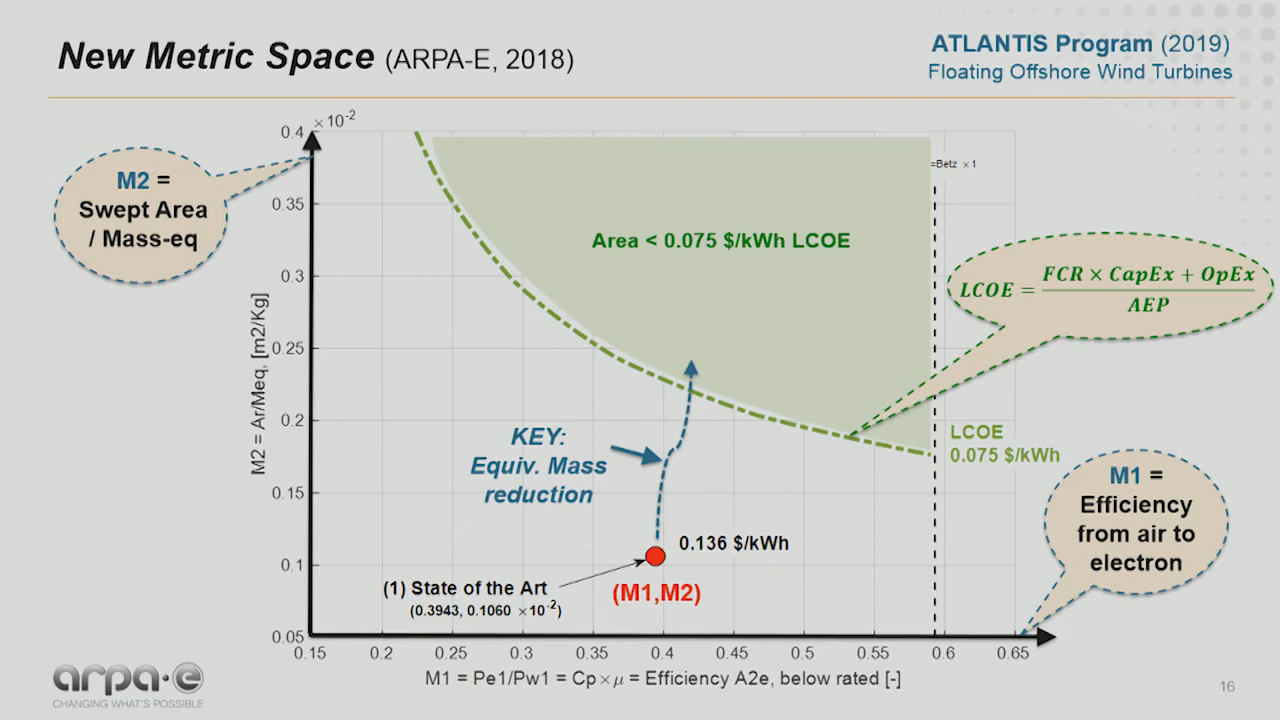 New Metric Space (ARPA-E, 2018)
ATLANTIS Program (2019)
Floating Offshore Wind Turbines
M2 =
Swept Area
/ Mass-eq
×10-2
0.4
0.35
0.3
0.25
0.2
0.15
0.1
0.05
M2 = Ar/Meq, [m2/Kg]
=Betz ×1
Area < 0.075 $/kWh LCOE
LCOE = FCR × CapEx + OpEx
AEP
KEY:
Equiv. Mass
reduction
LCOE
0.075 $/kWh
M1 =
Efficiency
from air to
electron
0.136 $/kWh
(1) State of the Art
(0.3943, 0.1060 ×10-2)
(M1,M2)
0.15 0.2 0.25 0.3 0.35 0.4 0.45 0.5 0.55 0.6 0.65
M1 = Pe1/Pw1 = Cp×μ = Efficiency A2e, below rated [-]
arpa·e
CHANGING WHAT'S POSSIBLE
16